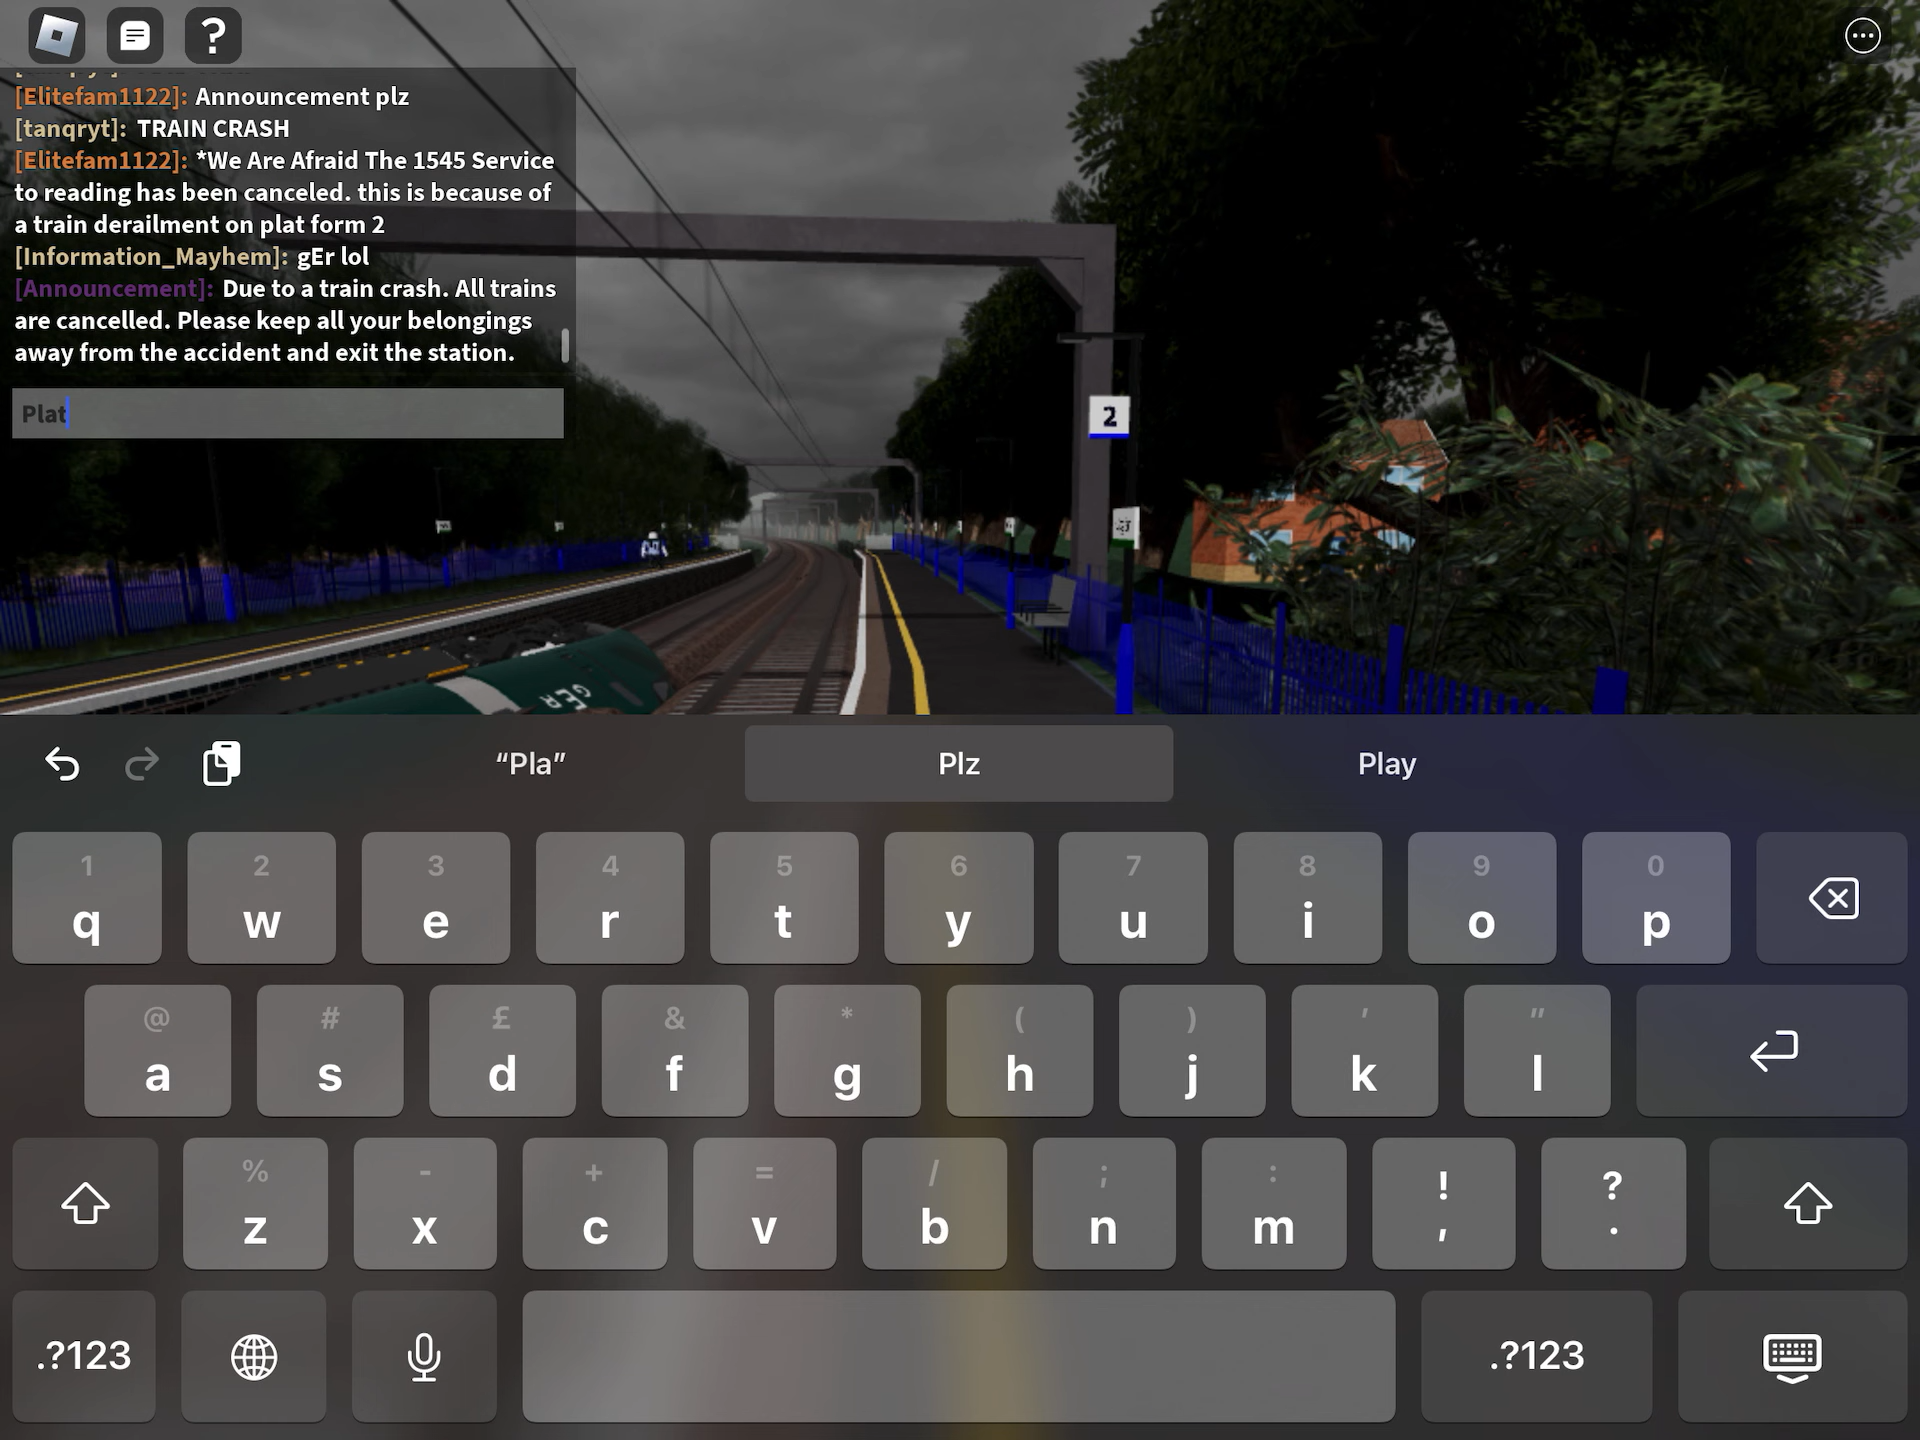 [Elitefam1122]: Announcement plz
[tanqryt]: TRAIN CRASH
[Elitefam1122]: *We Are Afraid The 1545 Service
to reading has been canceled. this is because of
a train derailment on plat form 2
[Information_Mayhem]: gEr lol
[Announcement]: Due to a train crash. All trains
are cancelled. Please keep all your belongings
away from the accident and exit the station.
Plat
2
GER
“Pla” Plz Play
1 2 3 4 5 6 7 8 9 0
q w e r t y u i o p
@ # £ & * ( ) ' "
a s d f g h j k l
% - + = / ; : ! ?
z x c v b n m , .
.?123 .?123